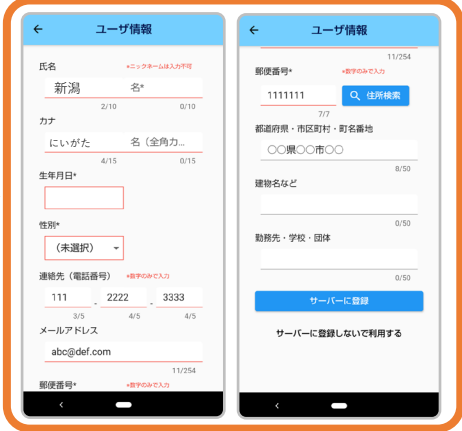 ユーザ情報
氏名
*ニックネームは入力不可
新潟 名*
2/10 0/10
カナ
にいがた 名（全角カ...
4/15 0/15
生年月日*
性別*
(未選択)
連絡先（電話番号） *数字のみで入力
111 - 2222 - 3333
3/5 4/5 4/5
メールアドレス
abc@def.com
11/254
郵便番号* *数字のみで入力
ユーザ情報
11/254
郵便番号* *数字のみで入力
1111111 住所検索
7/7
都道府県・市区町村・町名番地
○○県○○市○○
8/50
建物名など
0/50
勤務先・学校・団体
0/50
サーバーに登録
サーバーに登録しないで利用する